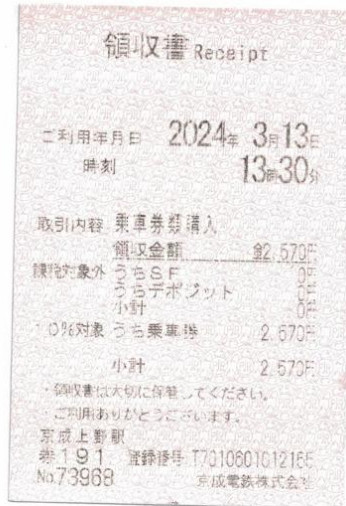 領収書 Receipt
ご利用年月日 2024年 3月13日
時刻 13時30分
取引内容 乗車券類購入
領収金額 金2,570円
課税対象外 うちSF 0円
うちデポジット 0円
小計 0円
10%対象 うち乗車券 2,570円
小計 2,570円
・領収書は大切に保管してください。
・ご利用ありがとうございます。
京成上野駅
券191 登録番号 T7010601012165
No.73968 京成電鉄株式会社